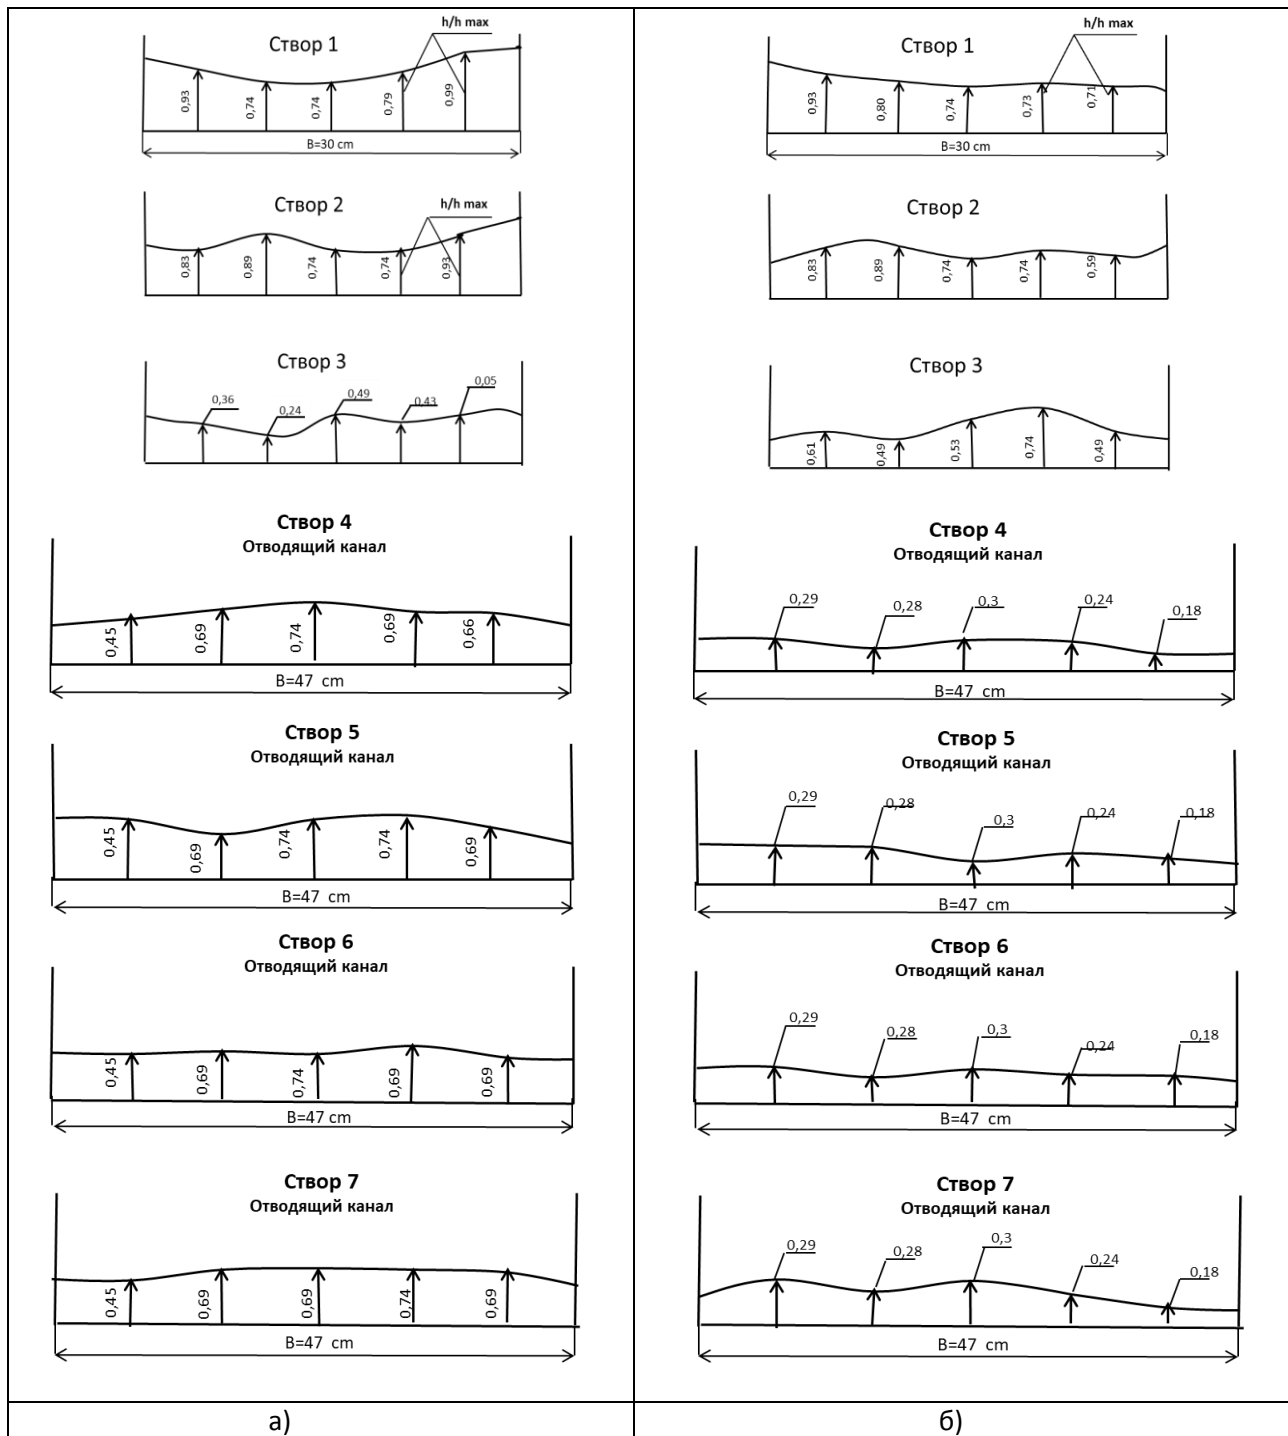 h/h max
Створ 1
0,93
0,74
0,74
0,79
0,99
B=30 cm
Створ 2
h/h max
0,83
0,89
0,74
0,74
0,93
Створ 3
0,36
0,24
0,49
0,43
0,05
Створ 4
Отводящий канал
0,45
0,69
0,74
0,69
0,66
B=47 cm
Створ 5
Отводящий канал
0,45
0,69
0,74
0,74
0,69
B=47 cm
Створ 6
Отводящий канал
0,45
0,69
0,74
0,69
0,69
B=47 cm
Створ 7
Отводящий канал
0,45
0,69
0,69
0,74
0,69
B=47 cm
а)
h/h max
Створ 1
0,93
0,80
0,74
0,73
0,71
B=30 cm
Створ 2
0,83
0,89
0,74
0,74
0,59
Створ 3
0,61
0,49
0,53
0,74
0,49
Створ 4
Отводящий канал
0,29
0,28
0,3
0,24
0,18
B=47 cm
Створ 5
Отводящий канал
0,29
0,28
0,3
0,24
0,18
B=47 cm
Створ 6
Отводящий канал
0,29
0,28
0,3
0,24
0,18
B=47 cm
Створ 7
Отводящий канал
0,29
0,28
0,3
0,24
0,18
B=47 cm
б)